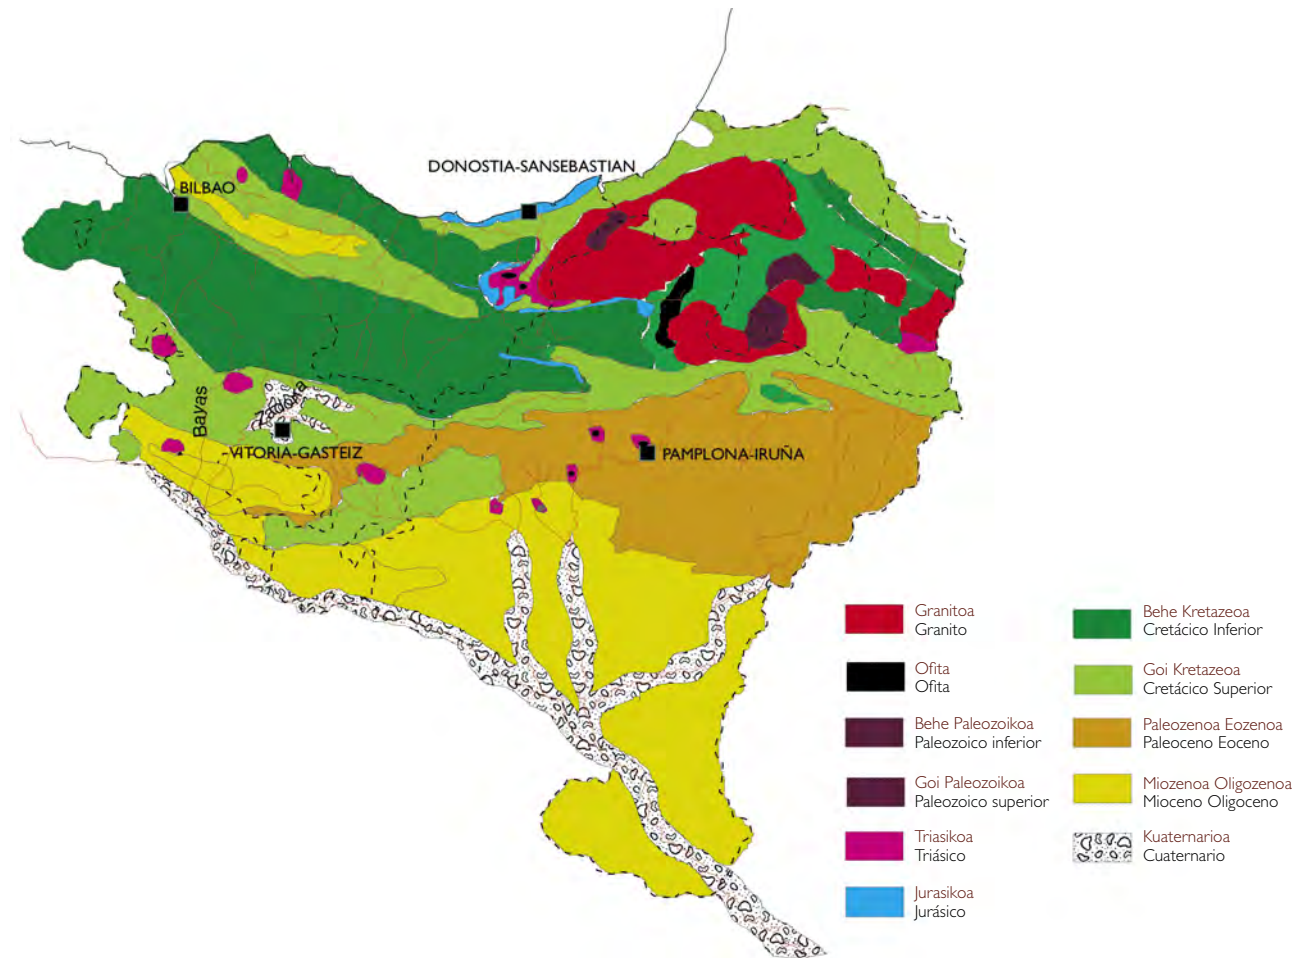 DONOSTIA-SANSEBASTIAN
BILBAO
Bayas
Zadorra
VITORIA-GASTEIZ
PAMPLONA-IRUÑA
Granitoa
Granito
Ofita
Ofita
Behe Paleozoikoa
Paleozoico inferior
Goi Paleozoikoa
Paleozoico superior
Triasikoa
Triásico
Jurasikoa
Jurásico
Behe Kretazeoa
Cretácico Inferior
Goi Kretazeoa
Cretácico Superior
Paleozenoa Eozenoa
Paleoceno Eoceno
Miozenoa Oligozenoa
Mioceno Oligoceno
Kuaternarioa
Cuaternario